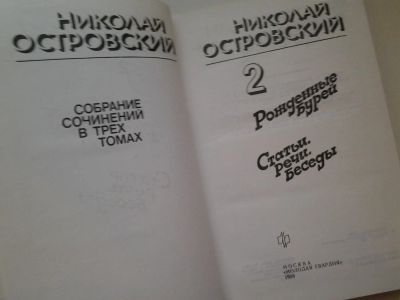 НИКОЛАЙ
ОСТРОВСКИЙ
СОБРАНИЕ
СОЧИНЕНИЙ
В ТРЕХ
ТОМАХ
НИКОЛАЙ
ОСТРОВСКИЙ
2
Рожденные
бурей
Статьи.
Речи.
Беседы
МОСКВА
«МОЛОДАЯ ГВАРДИЯ»